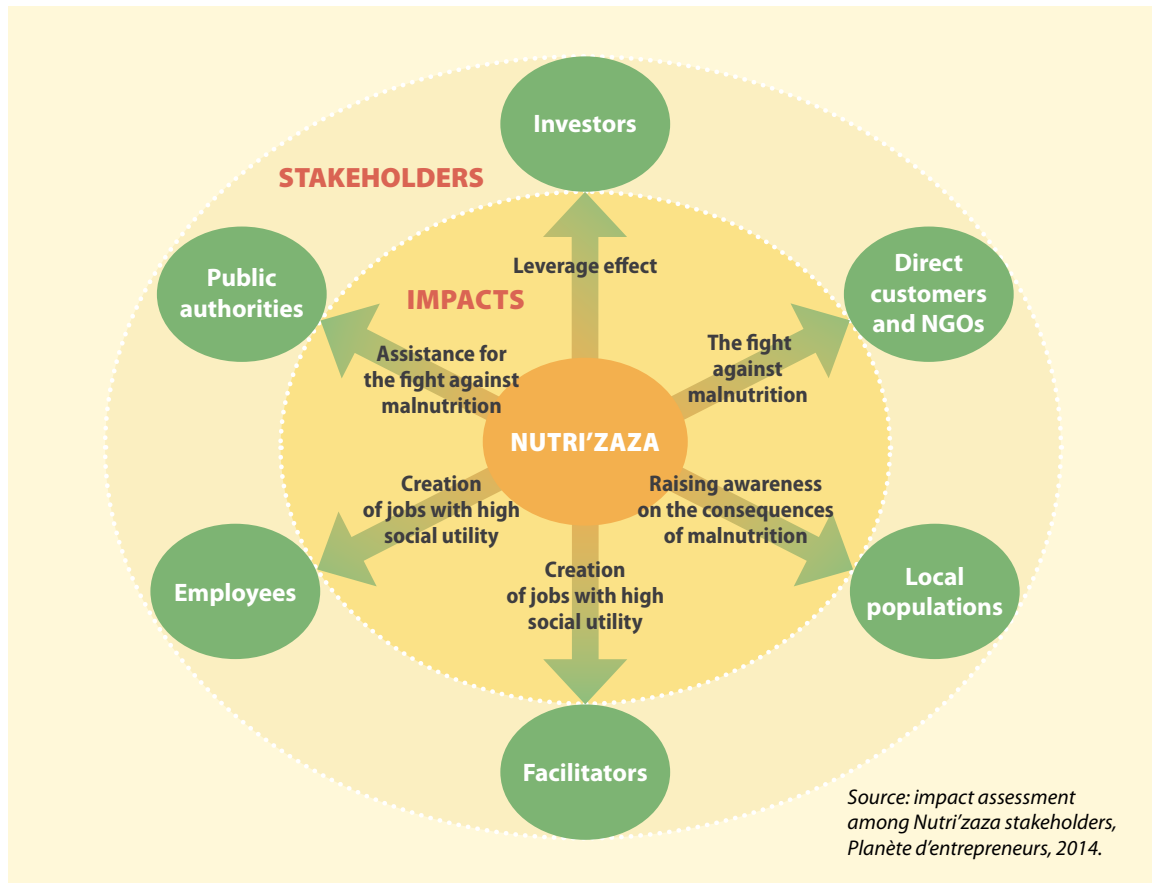 Investors
STAKEHOLDERS
Leverage effect
Public
authorities
Direct
customers
and NGOs
IMPACTS
Assistance for
the fight against
malnutrition
The fight
against
malnutrition
NUTRI’ZAZA
Creation
of jobs with high
social utility
Raising awareness
on the consequences
of malnutrition
Employees
Creation
of jobs with high
social utility
Local
populations
Facilitators
Source: impact assessment
among Nutri’zaza stakeholders,
Planète d’entrepreneurs, 2014.